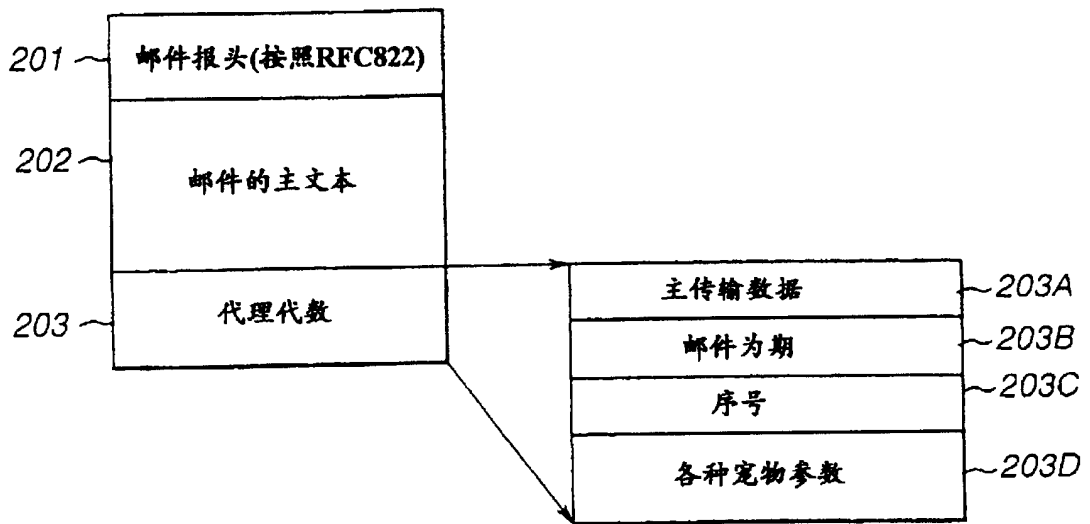 201 邮件报头(按照RFC822)
202 邮件的主文本
203 代理代数
主传输数据 203A
邮件为期 203B
序号 203C
各种宠物参数 203D